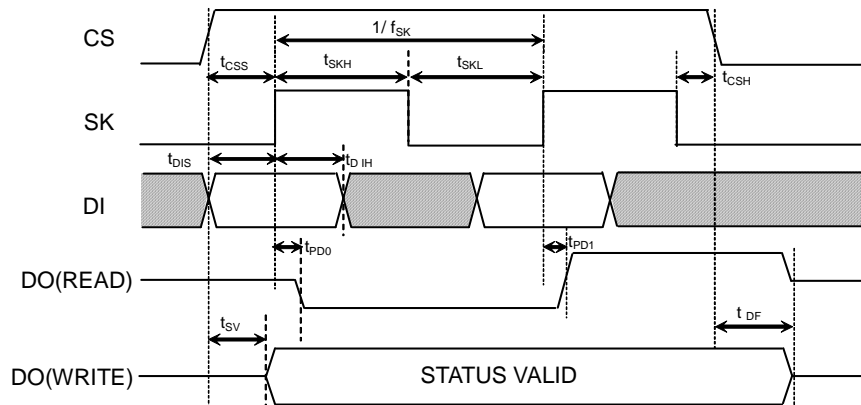 CS
1/ fSK
tCSS
tSKH
tSKL
tCSH
SK
tDIS
tD IH
DI
tPD0
tPD1
DO(READ)
tSV
t DF
DO(WRITE)
STATUS VALID